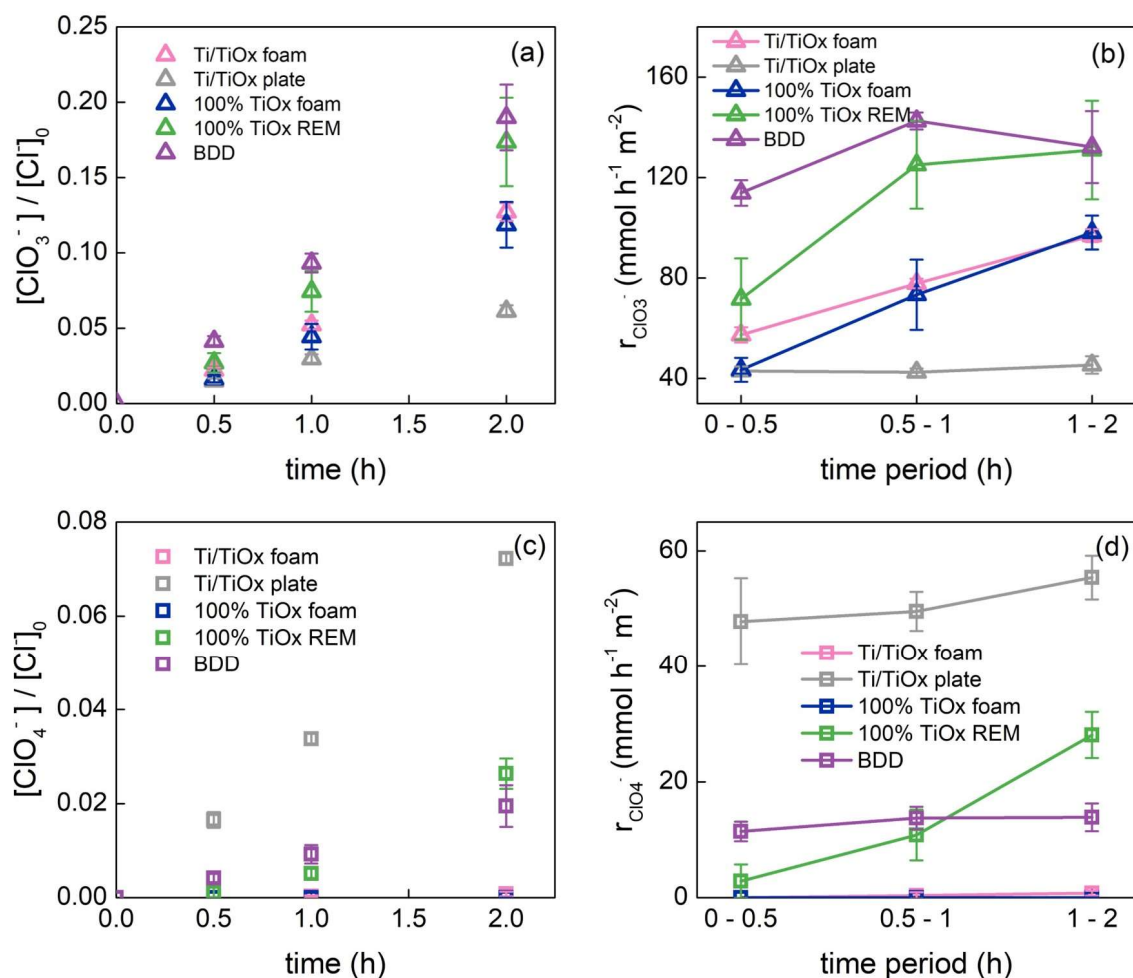 (a)
[ClO₃⁻] / [Cl⁻]₀
0.25
0.20
0.15
0.10
0.05
0.00
Ti/TiOx foam
Ti/TiOx plate
100% TiOx foam
100% TiOx REM
BDD
0.0 0.5 1.0 1.5 2.0
time (h)
(b)
r_ClO3⁻ (mmol h⁻¹ m⁻²)
160
120
80
40
Ti/TiOx foam
Ti/TiOx plate
100% TiOx foam
100% TiOx REM
BDD
0 - 0.5 0.5 - 1 1 - 2
time period (h)
(c)
[ClO₄⁻] / [Cl⁻]₀
0.08
0.06
0.04
0.02
0.00
Ti/TiOx foam
Ti/TiOx plate
100% TiOx foam
100% TiOx REM
BDD
0.0 0.5 1.0 1.5 2.0
time (h)
(d)
r_ClO4⁻ (mmol h⁻¹ m⁻²)
60
40
20
0
Ti/TiOx foam
Ti/TiOx plate
100% TiOx foam
100% TiOx REM
BDD
0 - 0.5 0.5 - 1 1 - 2
time period (h)